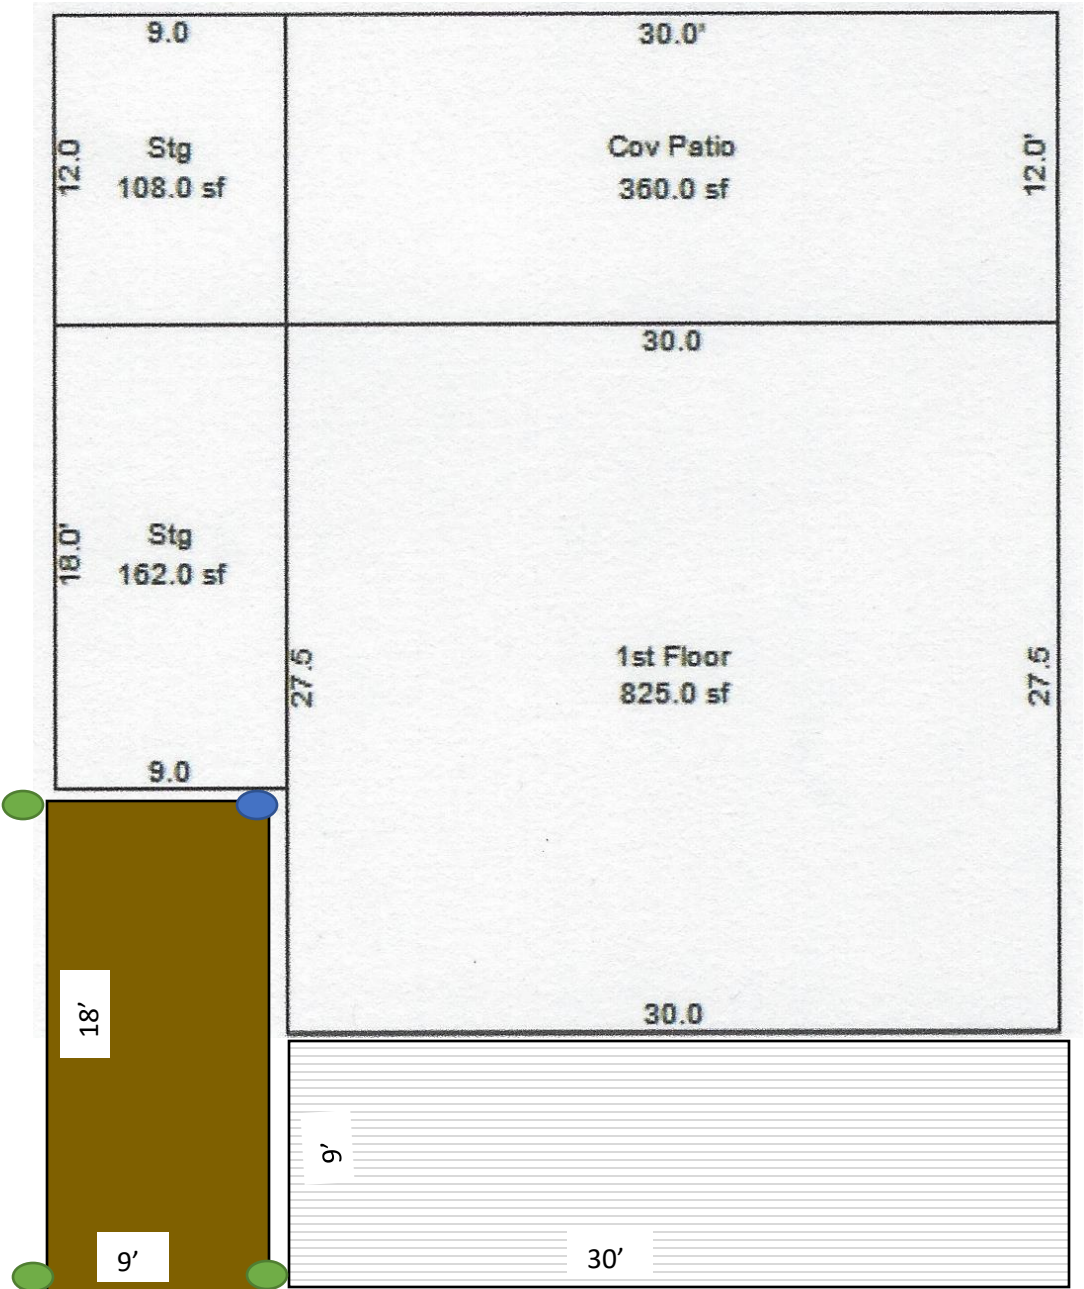 9.0
30.0'
12.0
Stg
108.0 sf
Cov Patio
360.0 sf
12.0'
30.0
18.0'
Stg
162.0 sf
27.5
1st Floor
825.0 sf
27.5
9.0
30.0
18’
9’
9’
30’